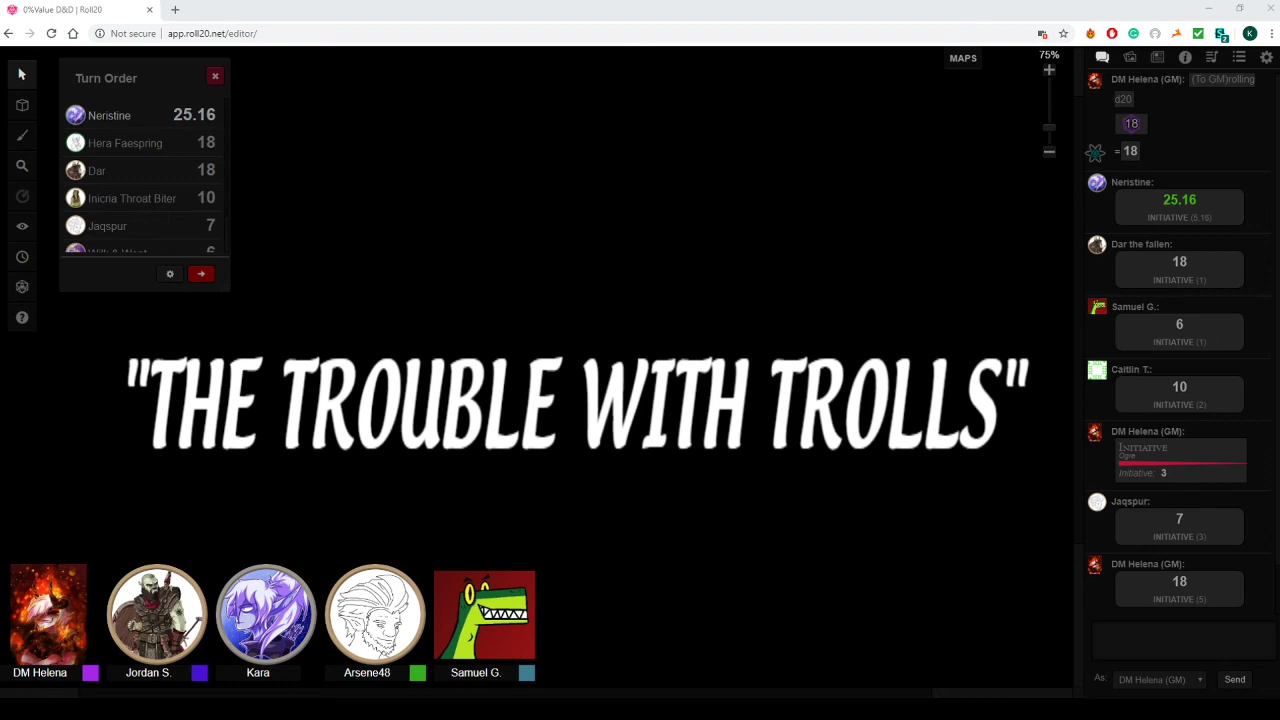 0%Value D&D | Roll20
Not secure | app.roll20.net/editor/
2
K
MAPS
75%
Turn Order
Neristine 25.16
Hera Faespring 18
Dar 18
Inicria Throat Biter 10
Jaqspur 7
6
"THE TROUBLE WITH TROLLS"
DM Helena
Jordan S.
Kara
Arsene48
Samuel G.
DM Helena (GM): (To GM)rolling
d20
18
= 18
Neristine:
25.16
INITIATIVE (5.16)
Dar the fallen:
18
INITIATIVE (1)
Samuel G.:
6
INITIATIVE (1)
Caitlin T.:
10
INITIATIVE (2)
DM Helena (GM):
INITIATIVE
Ogre
Initiative: 3
Jaqspur:
7
INITIATIVE (3)
DM Helena (GM):
18
INITIATIVE (5)
As: DM Helena (GM) Send